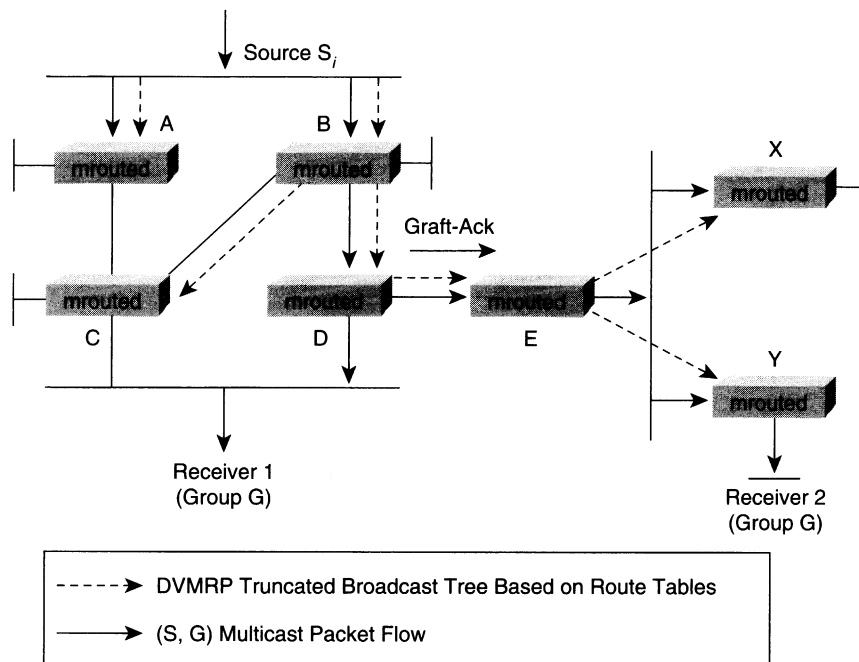 Source Si
A
B
X
mrouted
mrouted
mrouted
Graft-Ack
mrouted
mrouted
mrouted
C
D
E
Y
mrouted
Receiver 1
(Group G)
Receiver 2
(Group G)
DVMRP Truncated Broadcast Tree Based on Route Tables
(S, G) Multicast Packet Flow